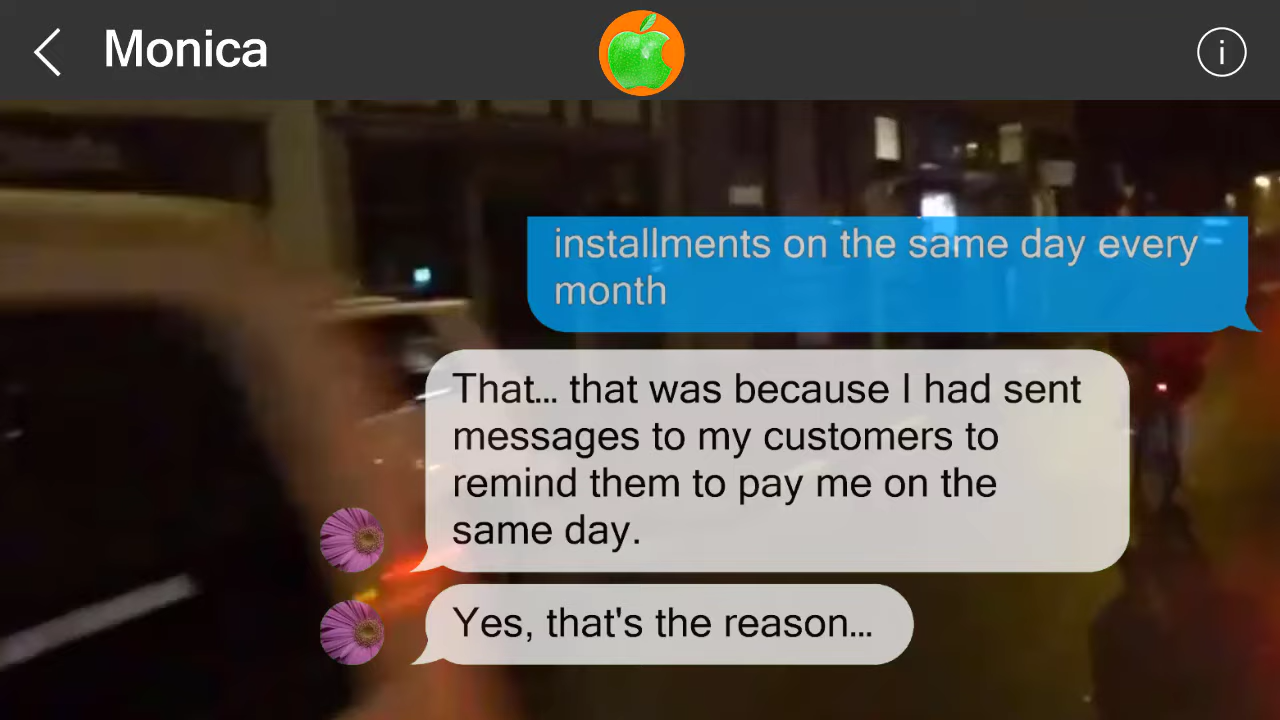 Monica
i
installments on the same day every
month
That... that was because I had sent
messages to my customers to
remind them to pay me on the
same day.
Yes, that's the reason...